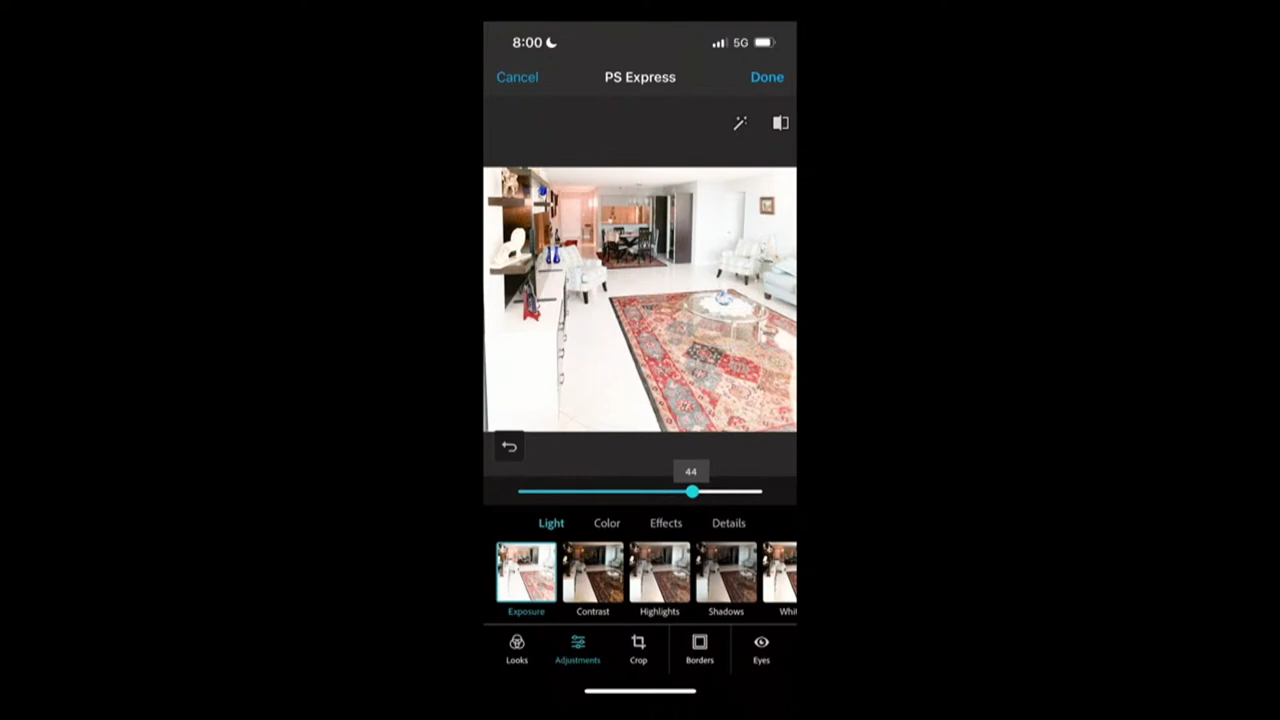 8:00 5G
Cancel PS Express Done
44
Light Color Effects Details
Exposure Contrast Highlights Shadows Whit
Looks Adjustments Crop Borders Eyes